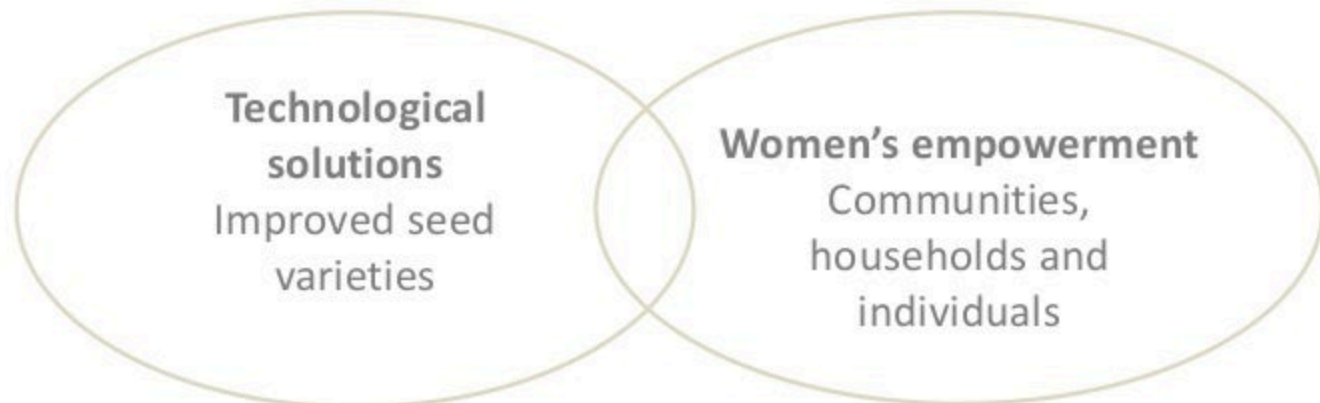 Technological
solutions
Improved seed
varieties
Women’s empowerment
Communities,
households and
individuals